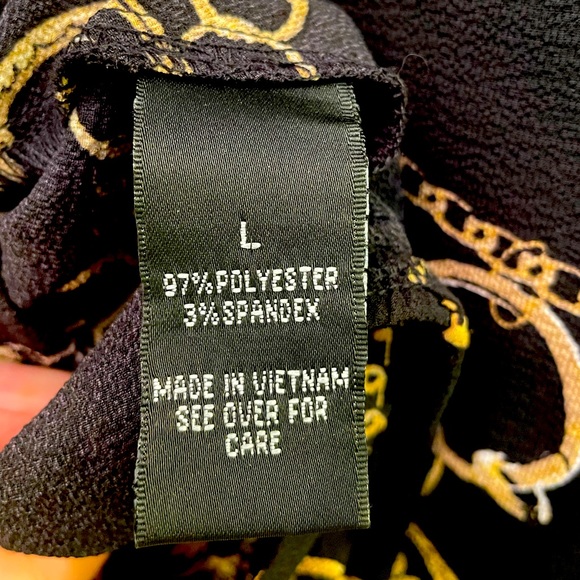 L
97%POLYESTER
3%SPANDEX
MADE IN VIETNAM
SEE OVER FOR
CARE